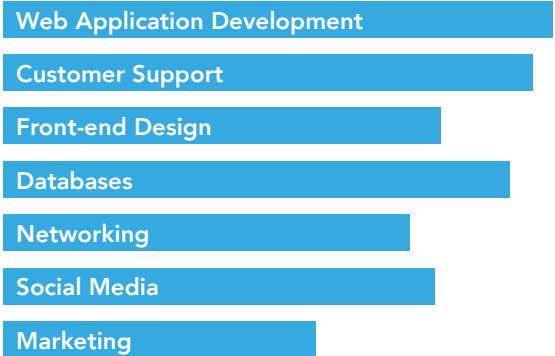 Web Application Development
Customer Support
Front-end Design
Databases
Networking
Social Media
Marketing